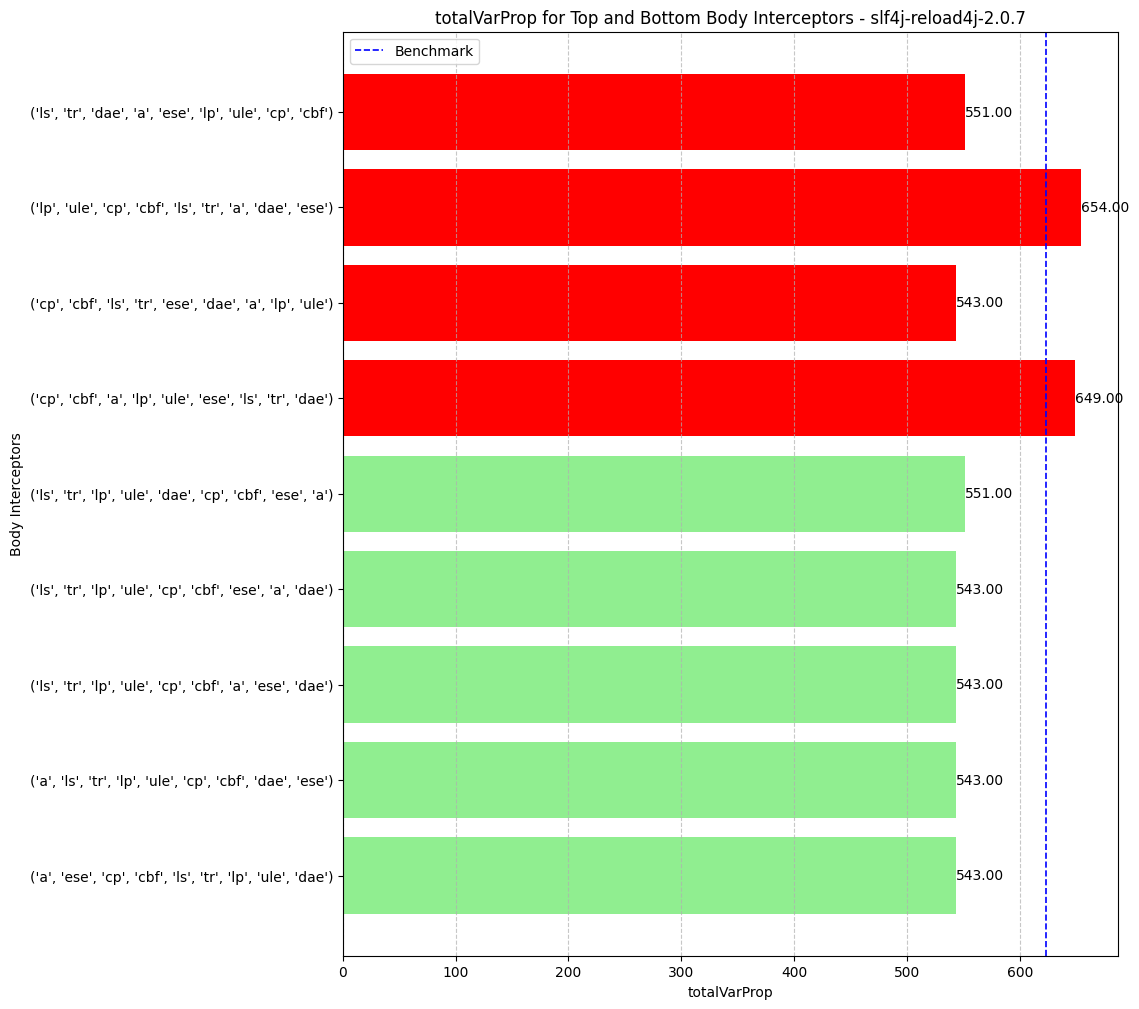 totalVarProp for Top and Bottom Body Interceptors - slf4j-reload4j-2.0.7
Benchmark
('ls', 'tr', 'dae', 'a', 'ese', 'lp', 'ule', 'cp', 'cbf')
551.00
('lp', 'ule', 'cp', 'cbf', 'ls', 'tr', 'a', 'dae', 'ese')
654.00
('cp', 'cbf', 'ls', 'tr', 'ese', 'dae', 'a', 'lp', 'ule')
543.00
('cp', 'cbf', 'a', 'lp', 'ule', 'ese', 'ls', 'tr', 'dae')
649.00
Body Interceptors
('ls', 'tr', 'lp', 'ule', 'dae', 'cp', 'cbf', 'ese', 'a')
551.00
('ls', 'tr', 'lp', 'ule', 'cp', 'cbf', 'ese', 'a', 'dae')
543.00
('ls', 'tr', 'lp', 'ule', 'cp', 'cbf', 'a', 'ese', 'dae')
543.00
('a', 'ls', 'tr', 'lp', 'ule', 'cp', 'cbf', 'dae', 'ese')
543.00
('a', 'ese', 'cp', 'cbf', 'ls', 'tr', 'lp', 'ule', 'dae')
543.00
0 100 200 300 400 500 600
totalVarProp